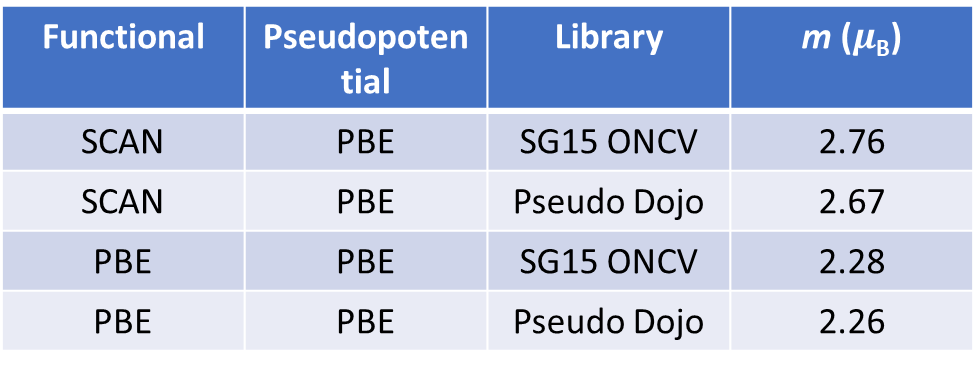 Functional Pseudopoten Library m (μB)
tial
SCAN PBE SG15 ONCV 2.76
SCAN PBE Pseudo Dojo 2.67
PBE PBE SG15 ONCV 2.28
PBE PBE Pseudo Dojo 2.26